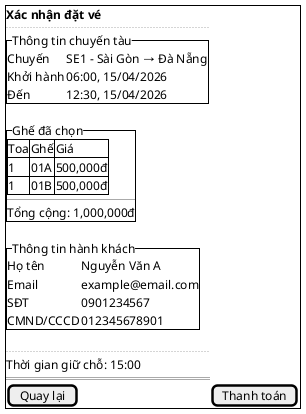 Xác nhận đặt vé
Thông tin chuyến tàu
Chuyến SE1 - Sài Gòn → Đà Nẵng
Khởi hành 06:00, 15/04/2026
Đến 12:30, 15/04/2026
Ghế đã chọn
Toa Ghế Giá
1 01A 500,000đ
1 01B 500,000đ
Tổng cộng: 1,000,000đ
Thông tin hành khách
Họ tên Nguyễn Văn A
Email example@email.com
SĐT 0901234567
CMND/CCCD 012345678901
Thời gian giữ chỗ: 15:00
Quay lại Thanh toán